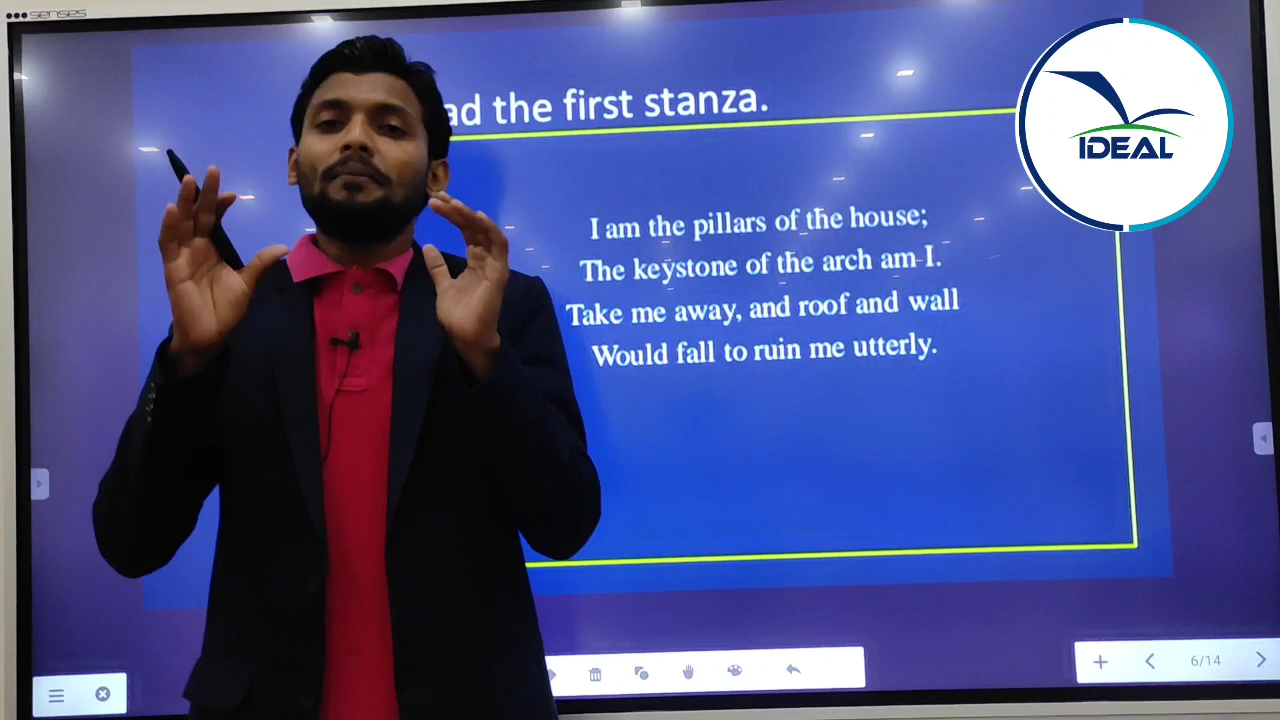 senses
ad the first stanza.
IDEAL
I am the pillars of the house;
The keystone of the arch am I.
Take me away, and roof and wall
Would fall to ruin me utterly.
6/14